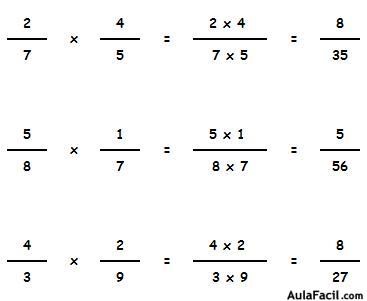 2/7 x 4/5 = 2 x 4/7 x 5 = 8/35
5/8 x 1/7 = 5 x 1/8 x 7 = 5/56
4/3 x 2/9 = 4 x 2/3 x 9 = 8/27
AulaFacil.com